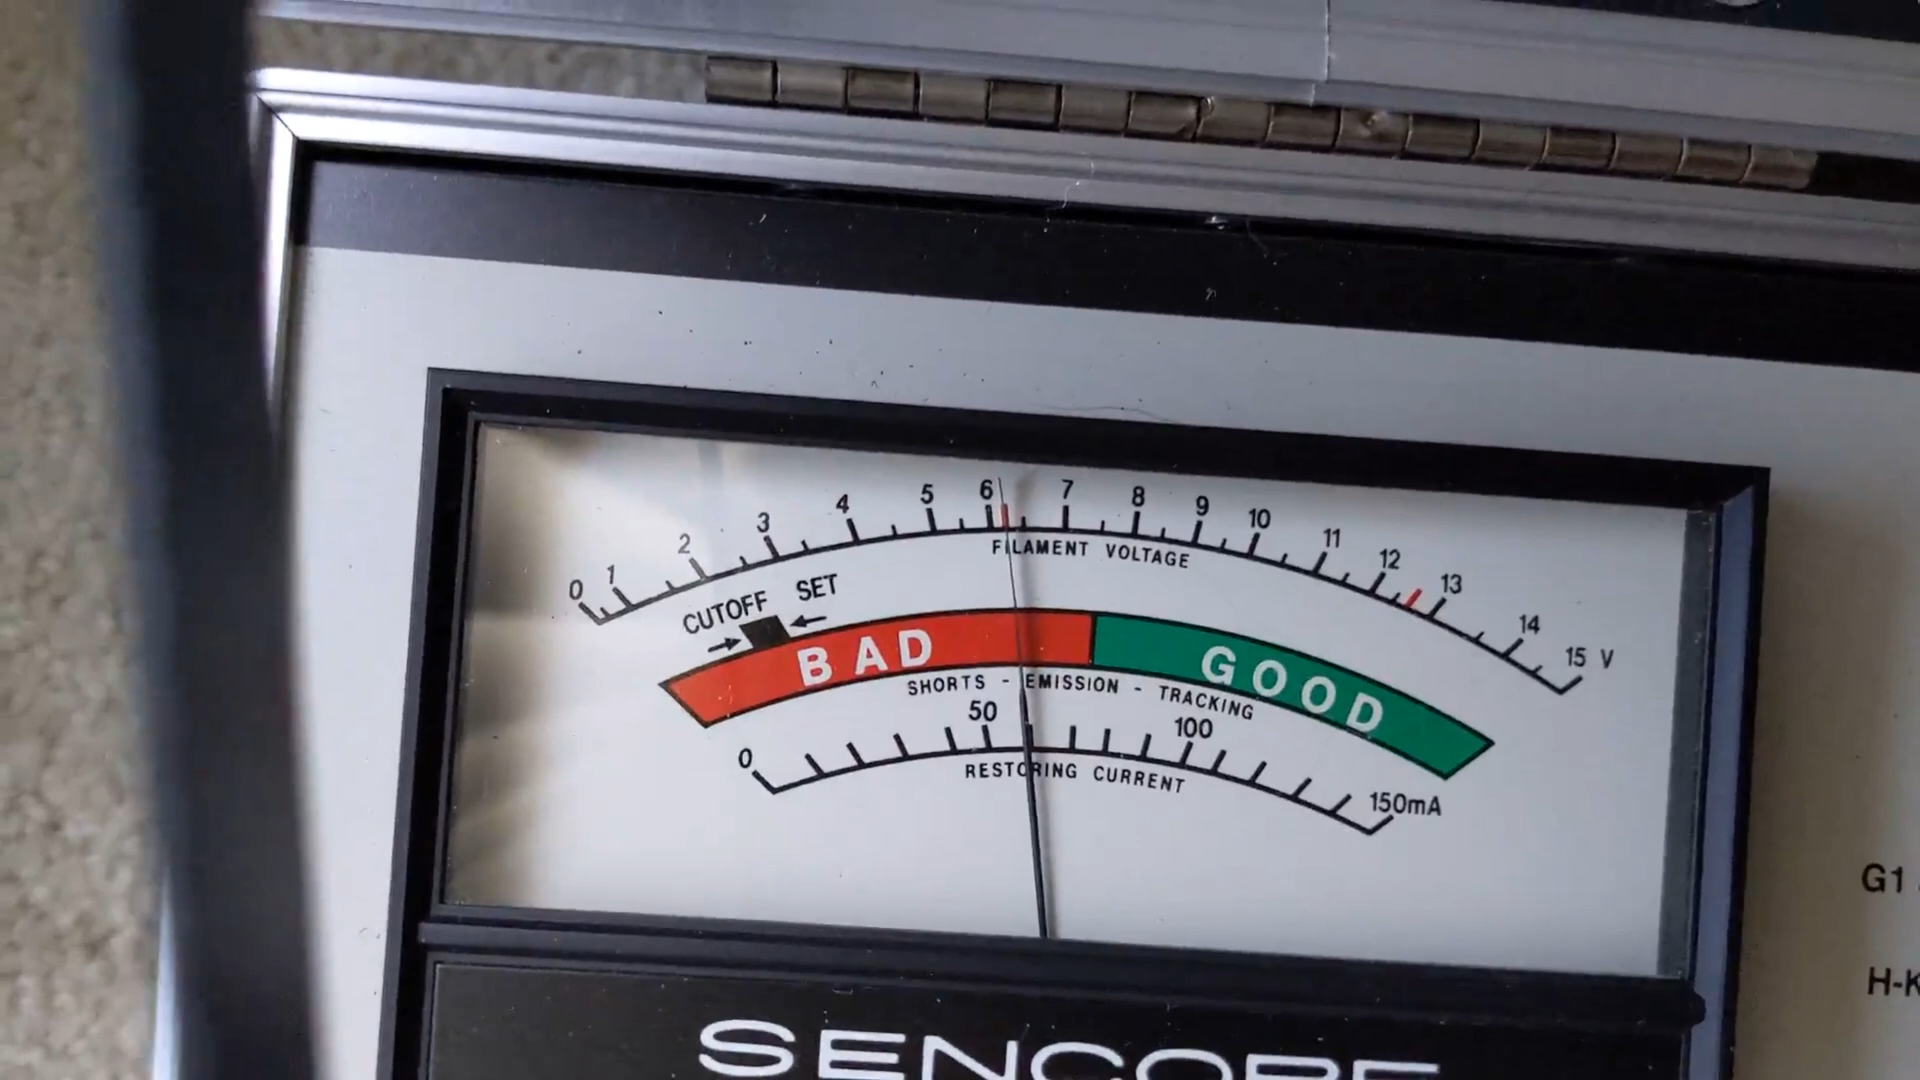 0 1 2 3 4 5 6 7 8 9 10 11 12 13 14 15 V
FILAMENT VOLTAGE
CUTOFF SET
BAD GOOD
SHORTS - EMISSION - TRACKING
0 50 100 150mA
RESTORING CURRENT
G1
H-K
SENCORE